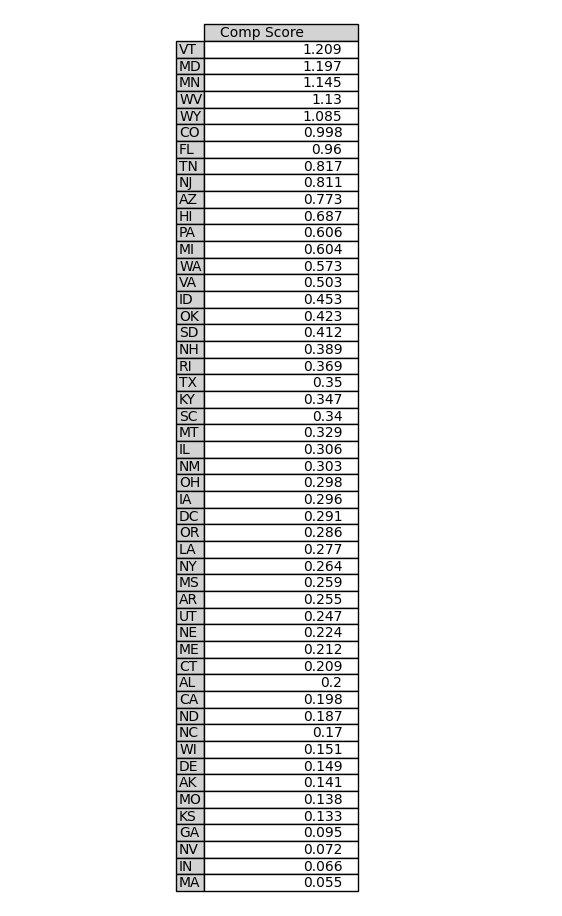 Comp Score
VT 1.209
MD 1.197
MN 1.145
WV 1.13
WY 1.085
CO 0.998
FL 0.96
TN 0.817
NJ 0.811
AZ 0.773
HI 0.687
PA 0.606
MI 0.604
WA 0.573
VA 0.503
ID 0.453
OK 0.423
SD 0.412
NH 0.389
RI 0.369
TX 0.35
KY 0.347
SC 0.34
MT 0.329
IL 0.306
NM 0.303
OH 0.298
IA 0.296
DC 0.291
OR 0.286
LA 0.277
NY 0.264
MS 0.259
AR 0.255
UT 0.247
NE 0.224
ME 0.212
CT 0.209
AL 0.2
CA 0.198
ND 0.187
NC 0.17
WI 0.151
DE 0.149
AK 0.141
MO 0.138
KS 0.133
GA 0.095
NV 0.072
IN 0.066
MA 0.055